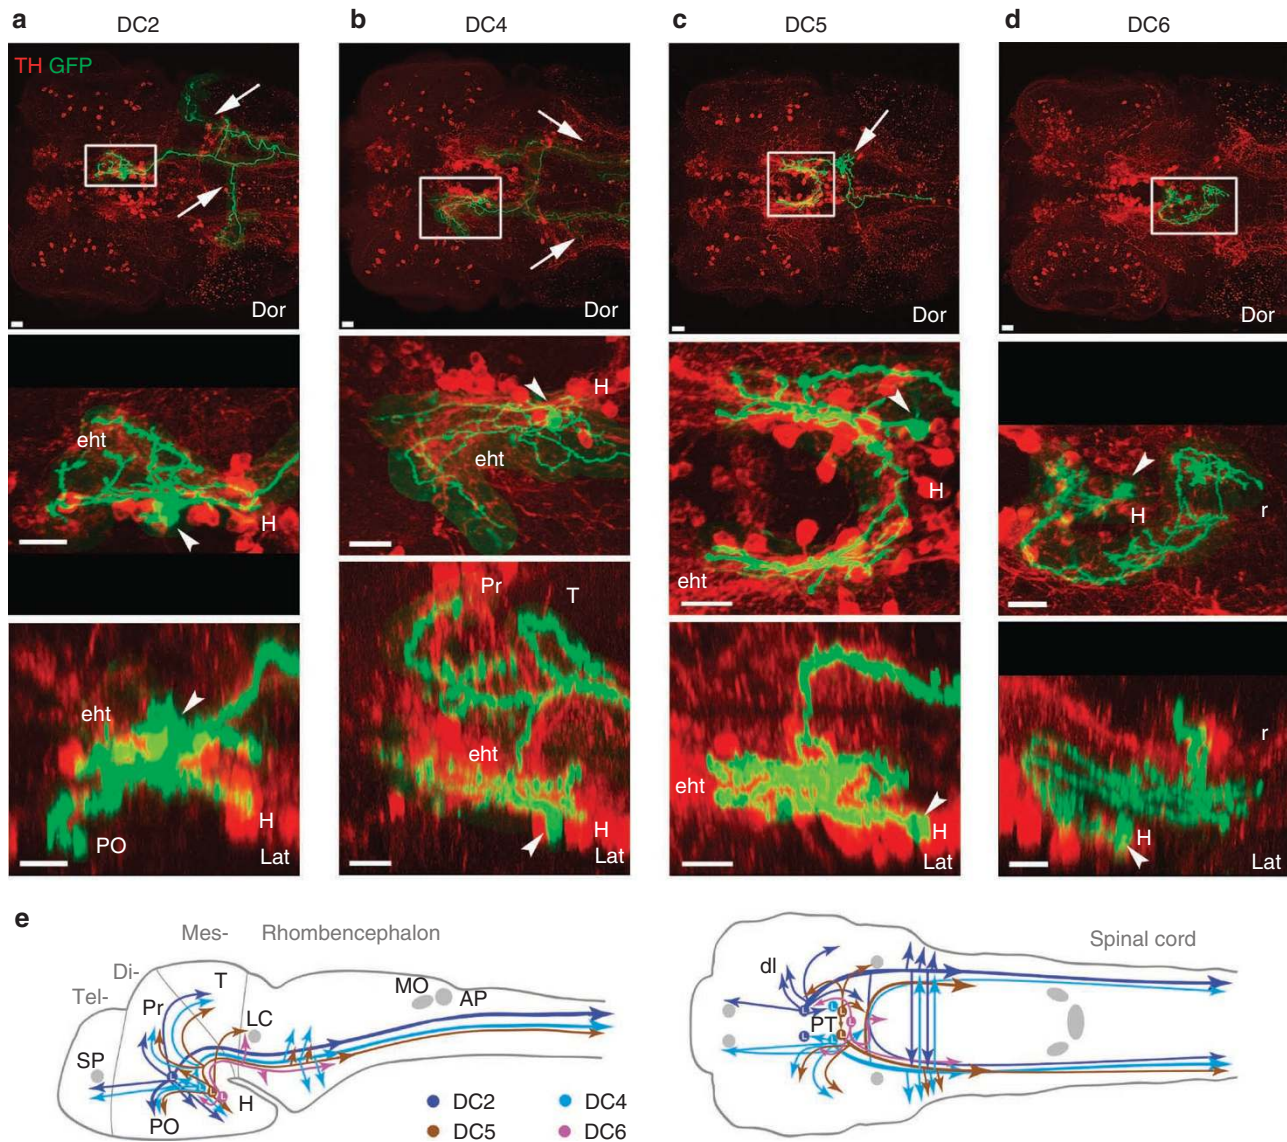 a DC2
b DC4
c DC5
d DC6
TH GFP
Dor
Dor
Dor
Dor
eht
H
H
eht
H
eht
H
r
eht
PO
H
Lat
Pr
T
eht
H
Lat
eht
H
Lat
r
H
Lat
e
Mes- Rhombencephalon
Di-
Tel-
T
Pr
SP
PO
LC
H
MO
AP
L
L
L
L
DC2
DC4
DC5
DC6
Spinal cord
dl
PT
L
L
L
L
L
L
L